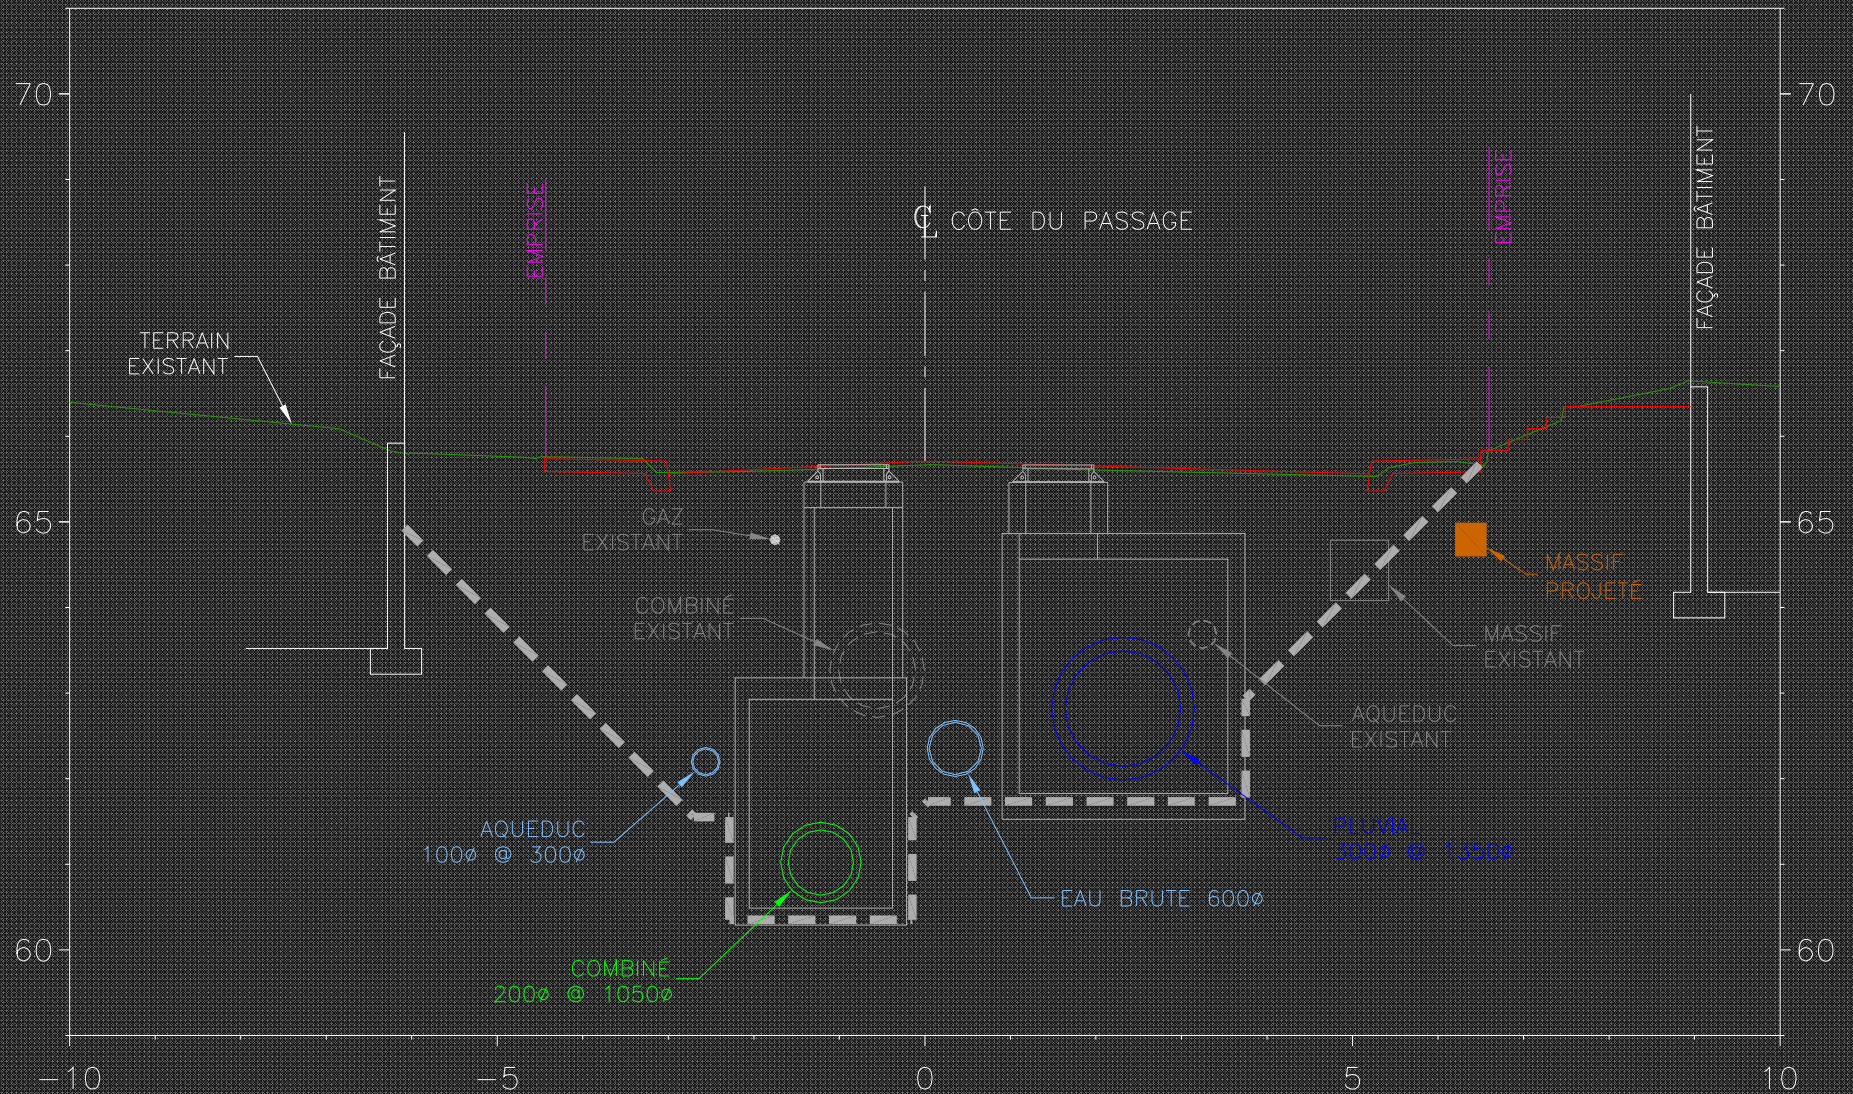 70
70
FAÇADE BÂTIMENT
EMPRISE
℄ CÔTE DU PASSAGE
EMPRISE
FAÇADE BÂTIMENT
TERRAIN
EXISTANT
65
65
GAZ
EXISTANT
MASSIF
PROJETÉ
COMBINÉ
EXISTANT
MASSIF
EXISTANT
AQUEDUC
EXISTANT
AQUEDUC
100ø @ 300ø
PLUVIAL
300ø @ 1350ø
EAU BRUTE 600ø
60
60
COMBINÉ
200ø @ 1050ø
-10
-5
0
5
10